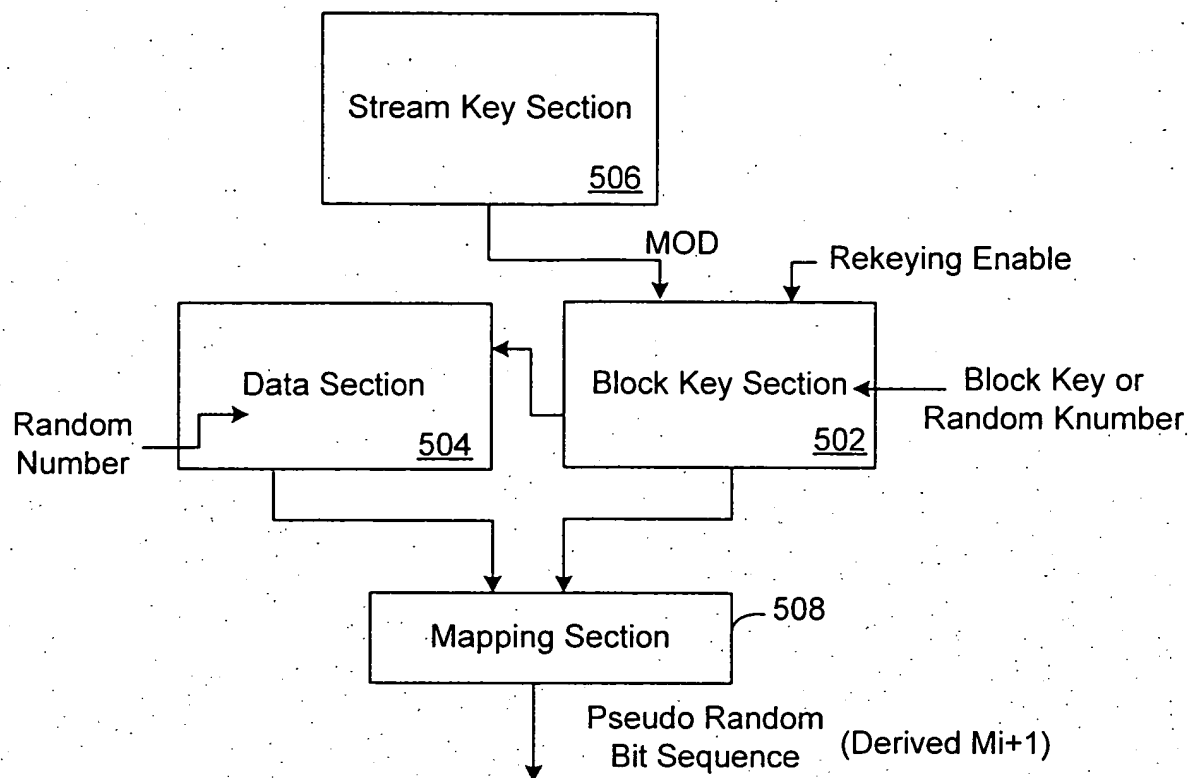 Stream Key Section
506
MOD
Rekeying Enable
Data Section
504
Block Key Section
502
Block Key or
Random Knumber
Random
Number
Mapping Section
508
Pseudo Random
Bit Sequence
(Derived Mi+1)